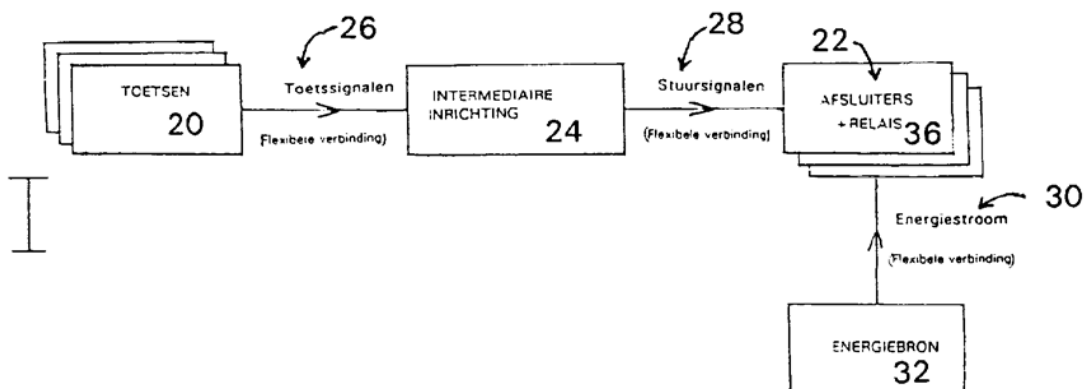 26
28
22
TOETSEN
20
Toetssignalen
(Flexibele verbinding)
INTERMEDIAIRE
INRICHTING
24
Stuursignalen
(Flexibele verbinding)
AFSLUITERS
+ RELAIS
36
I
Energiestroom
30
(Flexibele verbinding)
ENERGIEBRON
32